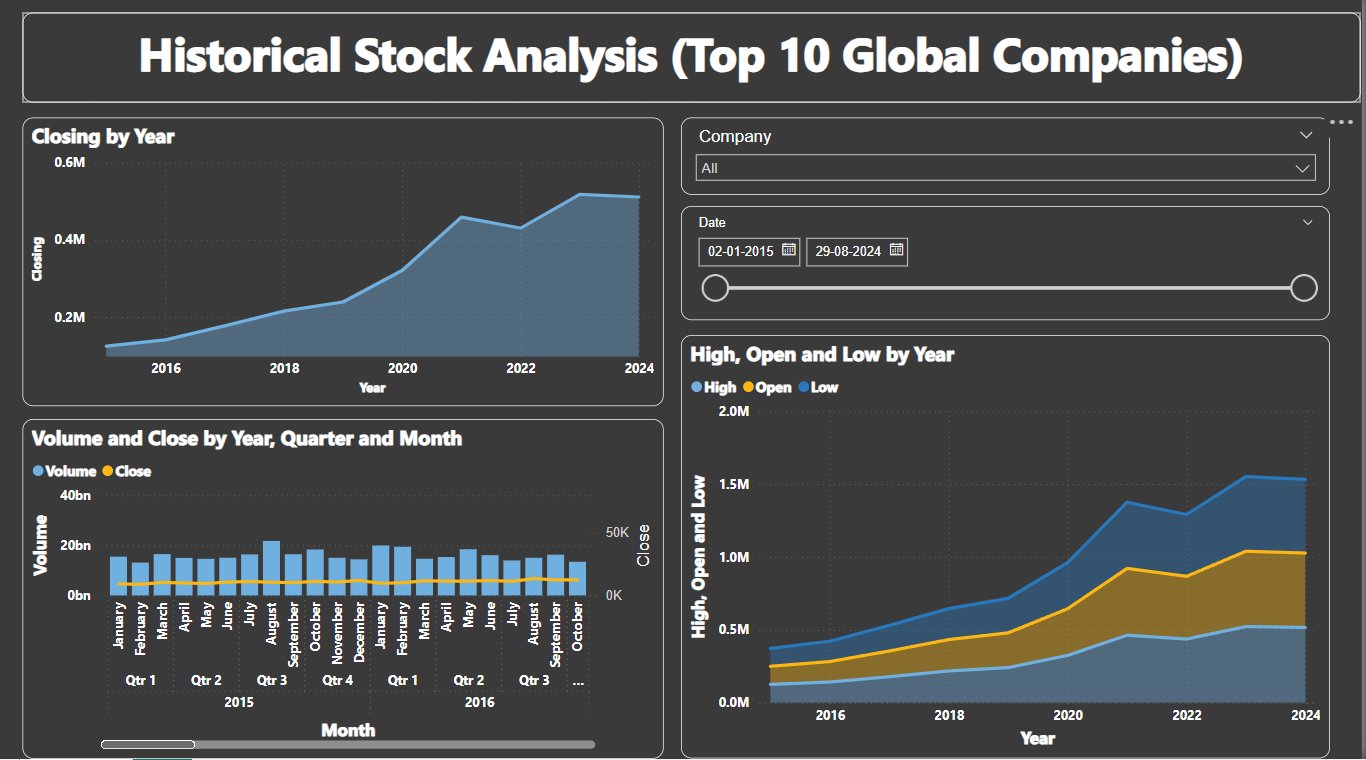 Historical Stock Analysis (Top 10 Global Companies)
Closing by Year
0.6M
0.4M
0.2M
Closing
2016 2018 2020 2022 2024
Year
Company
All
Date
02-01-2015 29-08-2024
Volume and Close by Year, Quarter and Month
Volume Close
40bn
20bn
0bn
Volume
50K
0K
Close
January February March April May June July August September October November December January February March April May June July August September October
Qtr 1 Qtr 2 Qtr 3 Qtr 4 Qtr 1 Qtr 2 Qtr 3 ...
2015 2016
Month
High, Open and Low by Year
High Open Low
2.0M
1.5M
1.0M
0.5M
0.0M
High, Open and Low
2016 2018 2020 2022 2024
Year